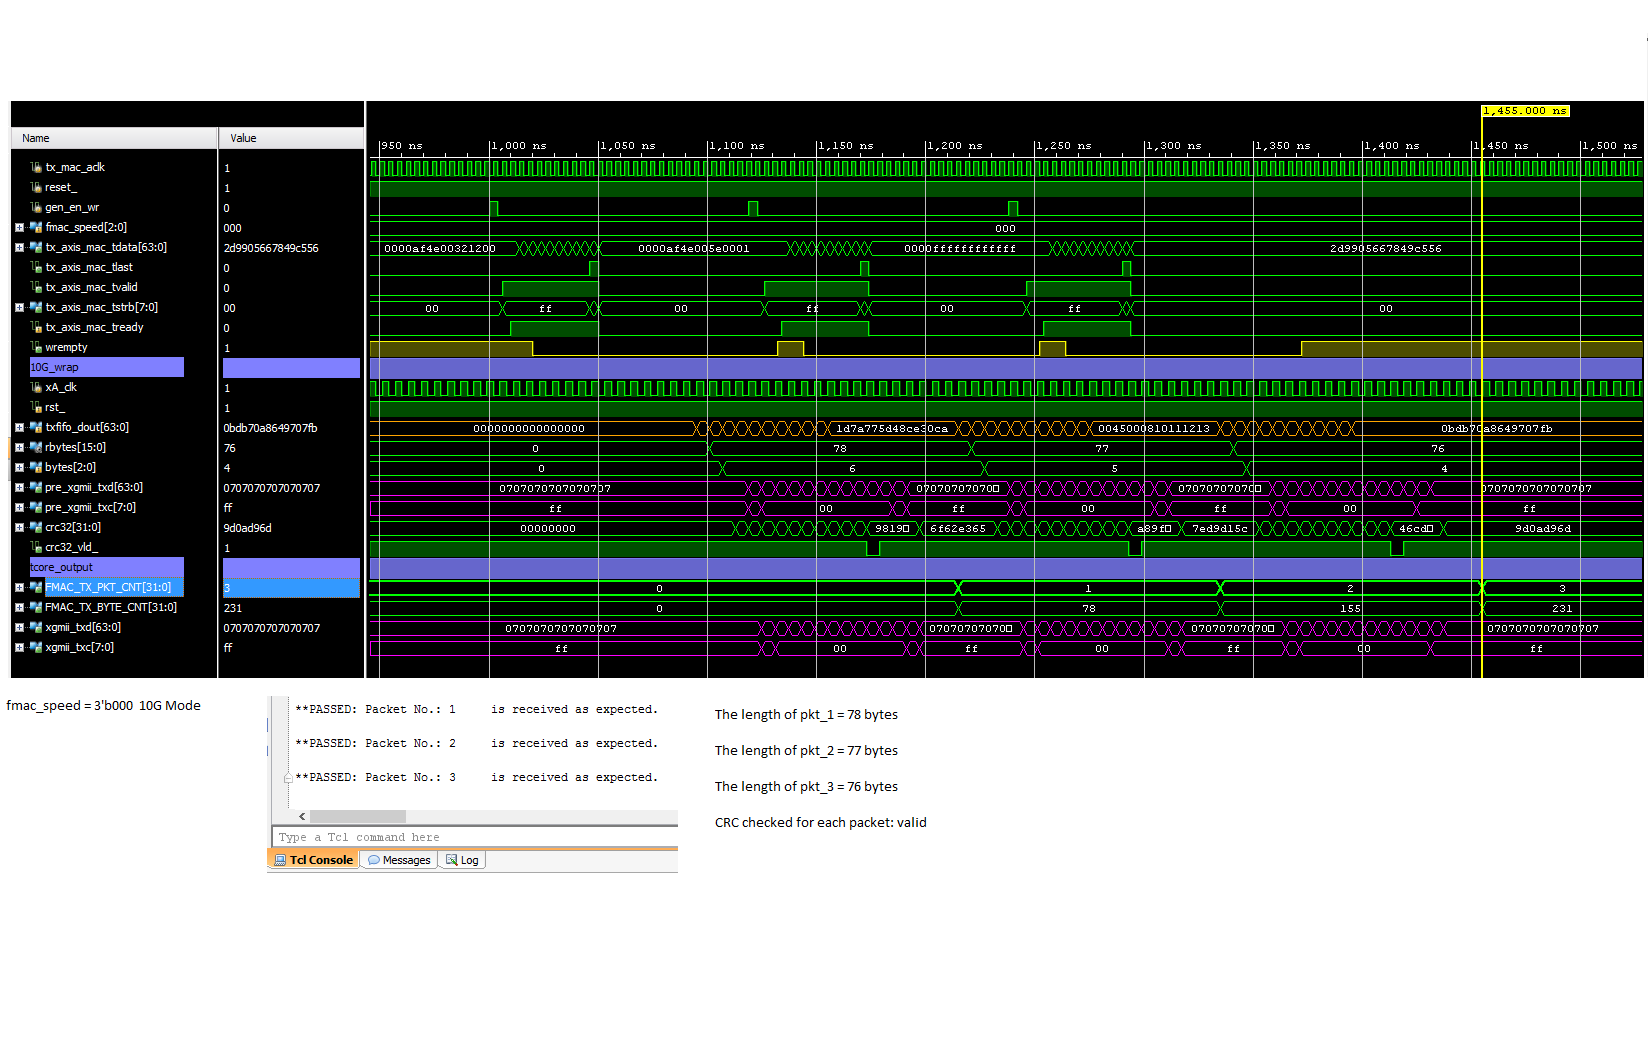 1,455.000 ns
Name Value
950 ns 1,000 ns 1,050 ns 1,100 ns 1,150 ns 1,200 ns 1,250 ns 1,300 ns 1,350 ns 1,400 ns 1,450 ns 1,500 ns
tx_mac_aclk 1
reset_ 1
gen_en_wr 0
fmac_speed[2:0] 000 000
tx_axis_mac_tdata[63:0] 2d9905667849c556 0000af4e00321200 0000af4e005e0001 0000ffffffffffff 2d9905667849c556
tx_axis_mac_tlast 0
tx_axis_mac_tvalid 0
tx_axis_mac_tstrb[7:0] 00 00 ff 00 ff 00 ff 00
tx_axis_mac_tready 0
wrempty 1
10G_wrap
xA_clk 1
rst_ 1
txfifo_dout[63:0] 0bdb70a8649707fb 0000000000000000 1d7a775d48ce30ca 0045000810111213 0bdb70a8649707fb
rbytes[15:0] 76 0 78 77 76
bytes[2:0] 4 0 6 5 4
pre_xgmii_txd[63:0] 0707070707070707 0707070707070707 07070707070 07070707070 0707070707070707
pre_xgmii_txc[7:0] ff ff 00 ff 00 ff 00 ff
crc32[31:0] 9d0ad96d 00000000 9819 6f62e365 a89f 7ed9d15c 46cd 9d0ad96d
crc32_vld_ 1
tcore_output
FMAC_TX_PKT_CNT[31:0] 3 0 1 2 3
FMAC_TX_BYTE_CNT[31:0] 231 0 78 155 231
xgmii_txd[63:0] 0707070707070707 0707070707070707 07070707070 07070707070 0707070707070707
xgmii_txc[7:0] ff ff 00 ff 00 ff 00 ff
fmac_speed = 3'b000 10G Mode
**PASSED: Packet No.: 1 is received as expected.
**PASSED: Packet No.: 2 is received as expected.
**PASSED: Packet No.: 3 is received as expected.
Type a Tcl command here
Tcl Console Messages Log
The length of pkt_1 = 78 bytes
The length of pkt_2 = 77 bytes
The length of pkt_3 = 76 bytes
CRC checked for each packet: valid